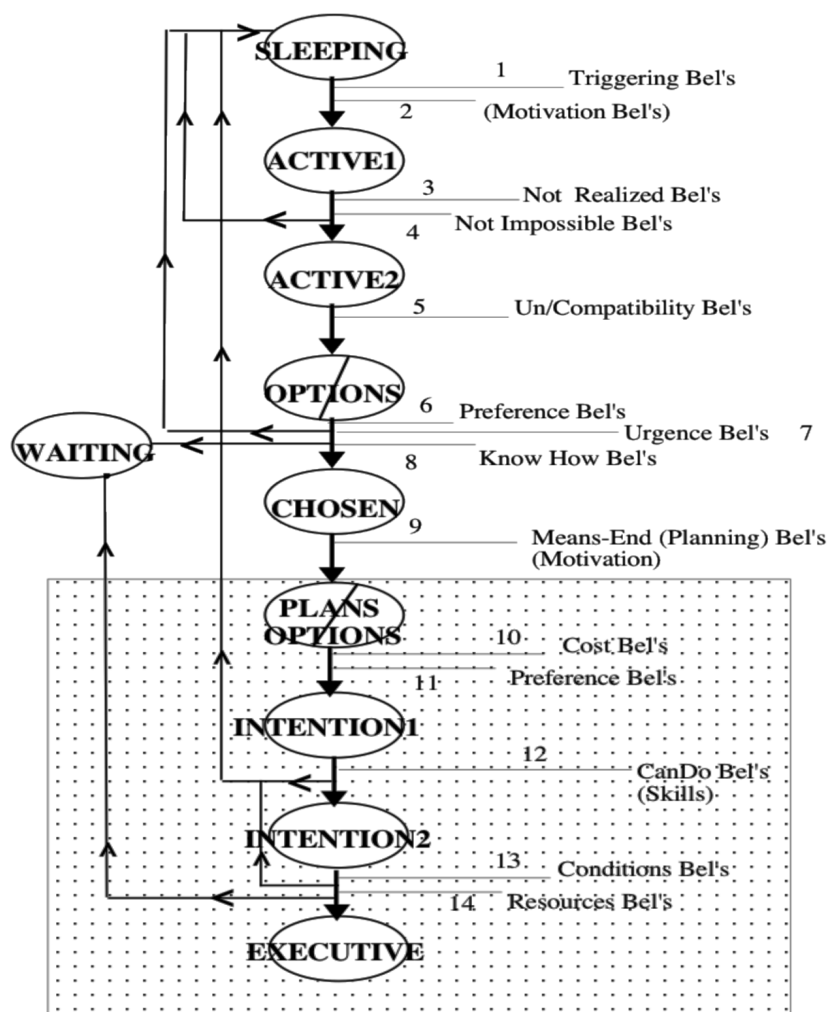 SLEEPING
1
Triggering Bel's
2
(Motivation Bel's)
ACTIVE1
3
Not Realized Bel's
Not Impossible Bel's
4
ACTIVE2
5
Un/Compatibility Bel's
OPTIONS
6
Preference Bel's
Urgence Bel's 7
WAITING
Know How Bel's
8
CHOSEN
9
Means-End (Planning) Bel's
(Motivation)
PLANS
OPTIONS
10
Cost Bel's
Preference Bel's
11
INTENTION1
12
CanDo Bel's
(Skills)
INTENTION2
13
Conditions Bel's
14
Resources Bel's
EXECUTIVE